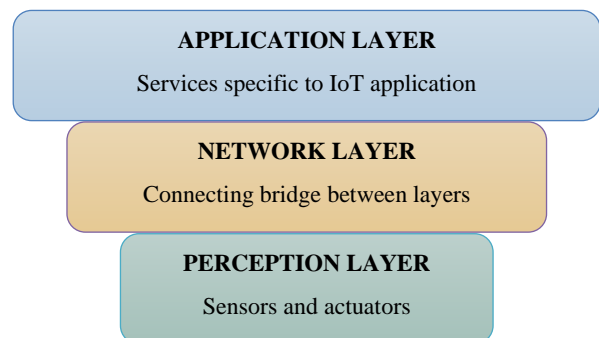 APPLICATION LAYER
Services specific to IoT application
NETWORK LAYER
Connecting bridge between layers
PERCEPTION LAYER
Sensors and actuators